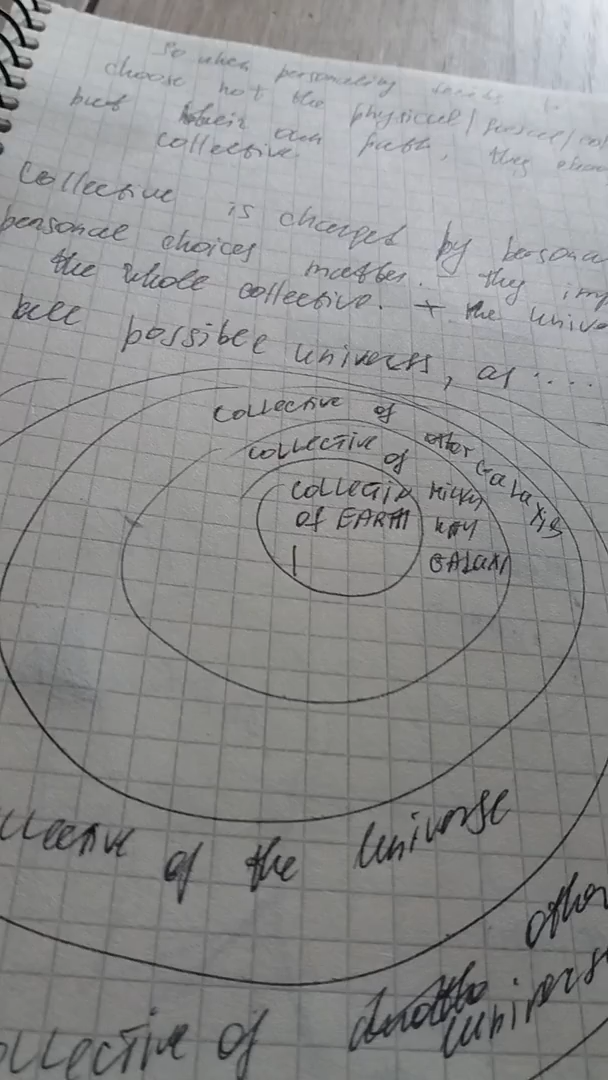 So when personality
choose not the physical/
but their own path, they
collective.
Collective is changed by
personal choices matter. They
the whole collective. + the
all possible universes, as ....
collective of other Galaxies
collective of Milky Way Galaxy
collective
of EARTH
collective of the Universe
collective of other Universe